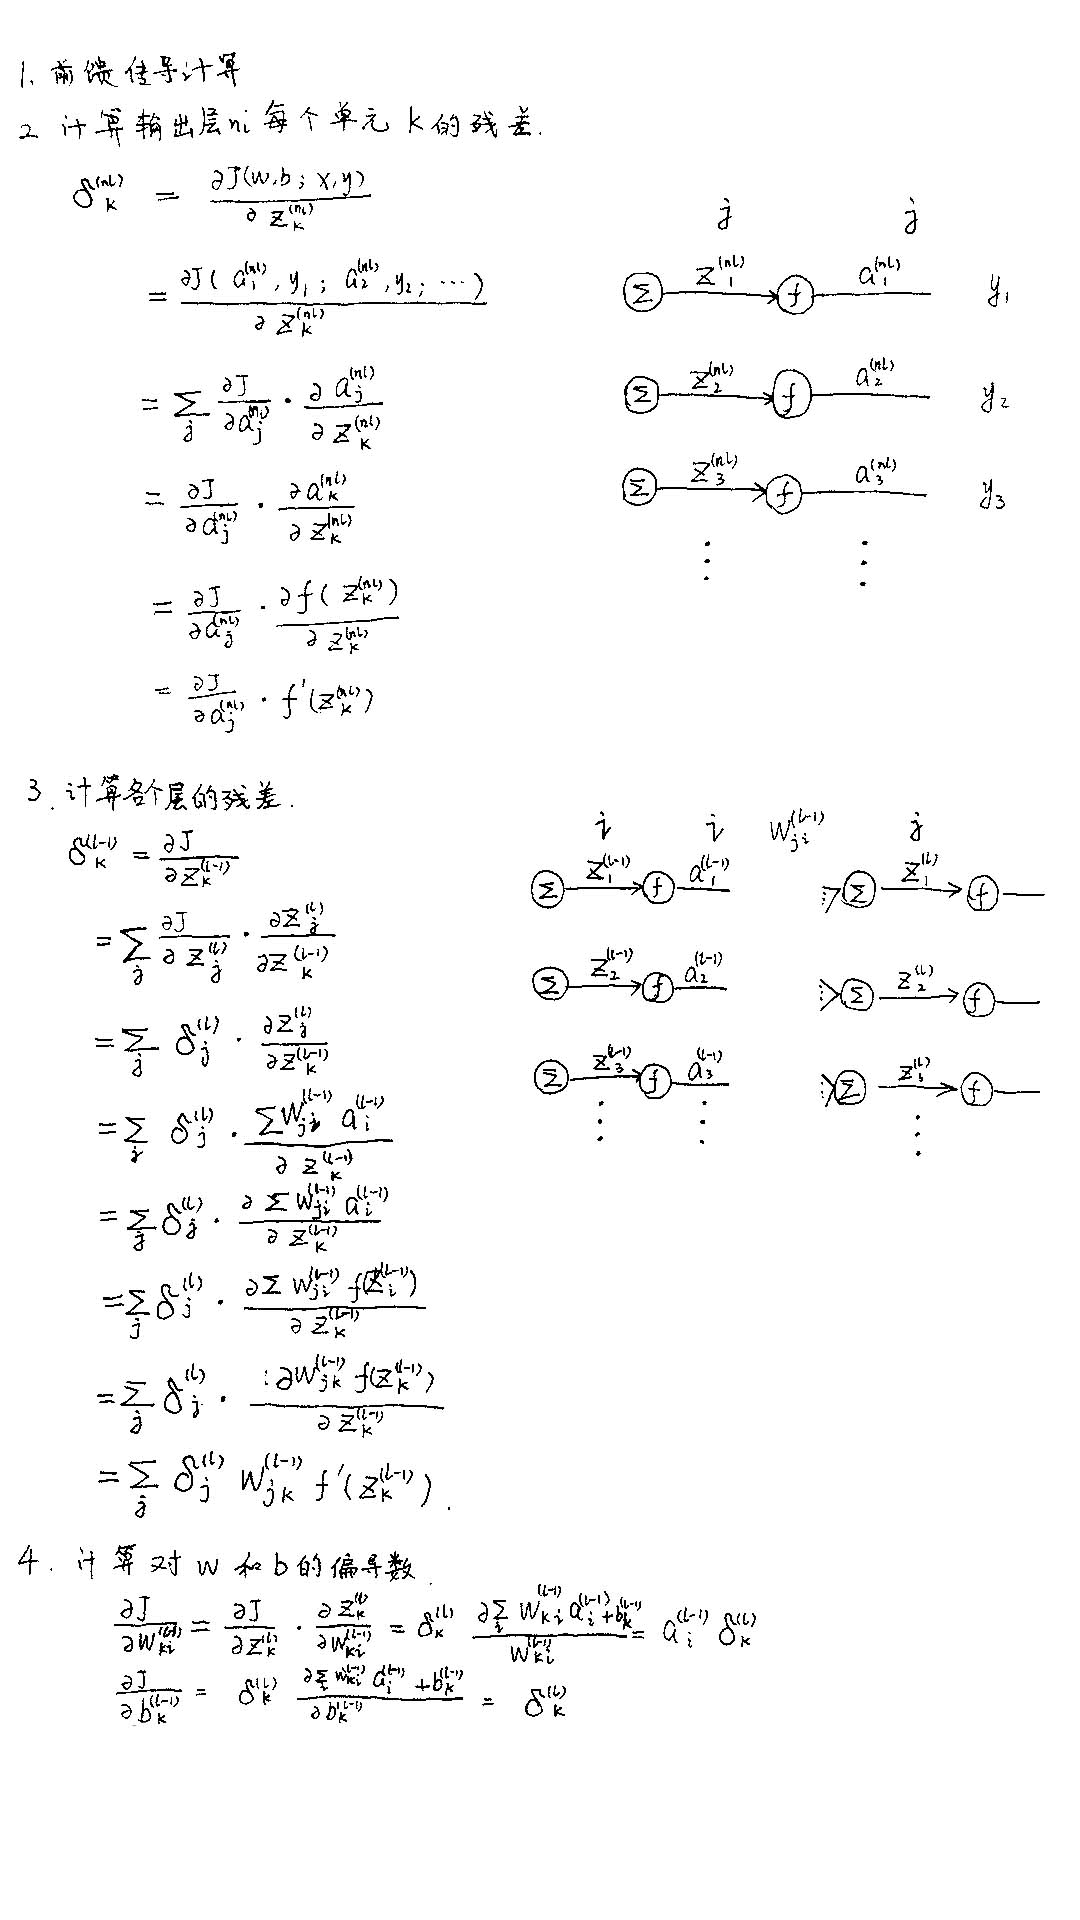 1. 前馈传导计算
2 计算输出层nl每个单元 k的残差.
δ_k^(nl) = ∂J(w,b; x,y) / ∂z_k^(nl)
= ∂J(a_1^(nl), y_1; a_2^(nl), y_2; ⋯) / ∂z_k^(nl)
= Σ_j ∂J/∂a_j^(nl) · ∂a_j^(nl)/∂z_k^(nl)
= ∂J/∂a_j^(nl) · ∂a_k^(nl)/∂z_k^(nl)
= ∂J/∂a_j^(nl) · ∂f(z_k^(nl))/∂z_k^(nl)
= ∂J/∂a_j^(nl) · f'(z_k^(nl))
j j
Σ z_1^(nl) f a_1^(nl) y_1
Σ z_2^(nl) f a_2^(nl) y_2
Σ z_3^(nl) f a_3^(nl) y_3
⋮ ⋮
3. 计算各个层的残差.
δ_k^(l-1) = ∂J/∂z_k^(l-1)
= Σ_j ∂J/∂z_j^(l) · ∂z_j^(l)/∂z_k^(l-1)
= Σ_j δ_j^(l) · ∂z_j^(l)/∂z_k^(l-1)
= Σ_j δ_j^(l) · ΣW_ji^(l-1) a_i^(l-1) / ∂z_k^(l-1)
= Σ_j δ_j^(l) · ∂ΣW_ji^(l-1) a_i^(l-1) / ∂z_k^(l-1)
= Σ_j δ_j^(l) · ∂ΣW_ji^(l-1) f(z_i^(l-1)) / ∂z_k^(l-1)
= Σ_j δ_j^(l) · ∂W_jk^(l-1) f(z_k^(l-1)) / ∂z_k^(l-1)
= Σ_j δ_j^(l) W_jk^(l-1) f'(z_k^(l-1)).
i i W_ji^(l-1) j
Σ z_1^(l-1) f a_1^(l-1) Σ z_1^(l) f
Σ z_2^(l-1) f a_2^(l-1) Σ z_2^(l) f
Σ z_3^(l-1) f a_3^(l-1) Σ z_3^(l) f
⋮ ⋮ ⋮
4. 计算对 w 和 b 的偏导数.
∂J/∂W_ki^(l-1) = ∂J/∂z_k^(l) · ∂z_k^(l)/∂W_ki^(l-1) = δ_k^(l) ∂Σ_i W_ki^(l-1) a_i^(l-1) + b_k^(l-1) / W_ki^(l-1) = a_i^(l-1) δ_k^(l)
∂J/∂b_k^(l-1) = δ_k^(l) ∂Σ_i W_ki^(l-1) a_i^(l-1) + b_k^(l-1) / ∂b_k^(l-1) = δ_k^(l)